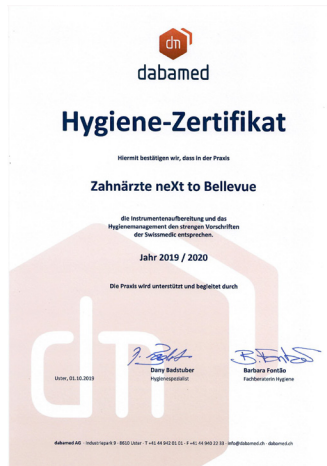 dn
dabamed
Hygiene-Zertifikat
Hiermit bestätigen wir, dass in der Praxis
Zahnärzte neXt to Bellevue
die Instrumentenaufbereitung und das
Hygienemanagement den strengen Vorschriften
der Swissmedic entsprechen.
Jahr 2019 / 2020
Die Praxis wird unterstützt und begleitet durch
Dany Badstuber
Barbara Fontão
Uster, 01.10.2019
Hygienespezialist
Fachberaterin Hygiene
dabamed AG - Industriepark 9 - 8610 Uster - T +41 44 942 01 01 - F +41 44 940 22 33 - info@dabamed.ch - dabamed.ch